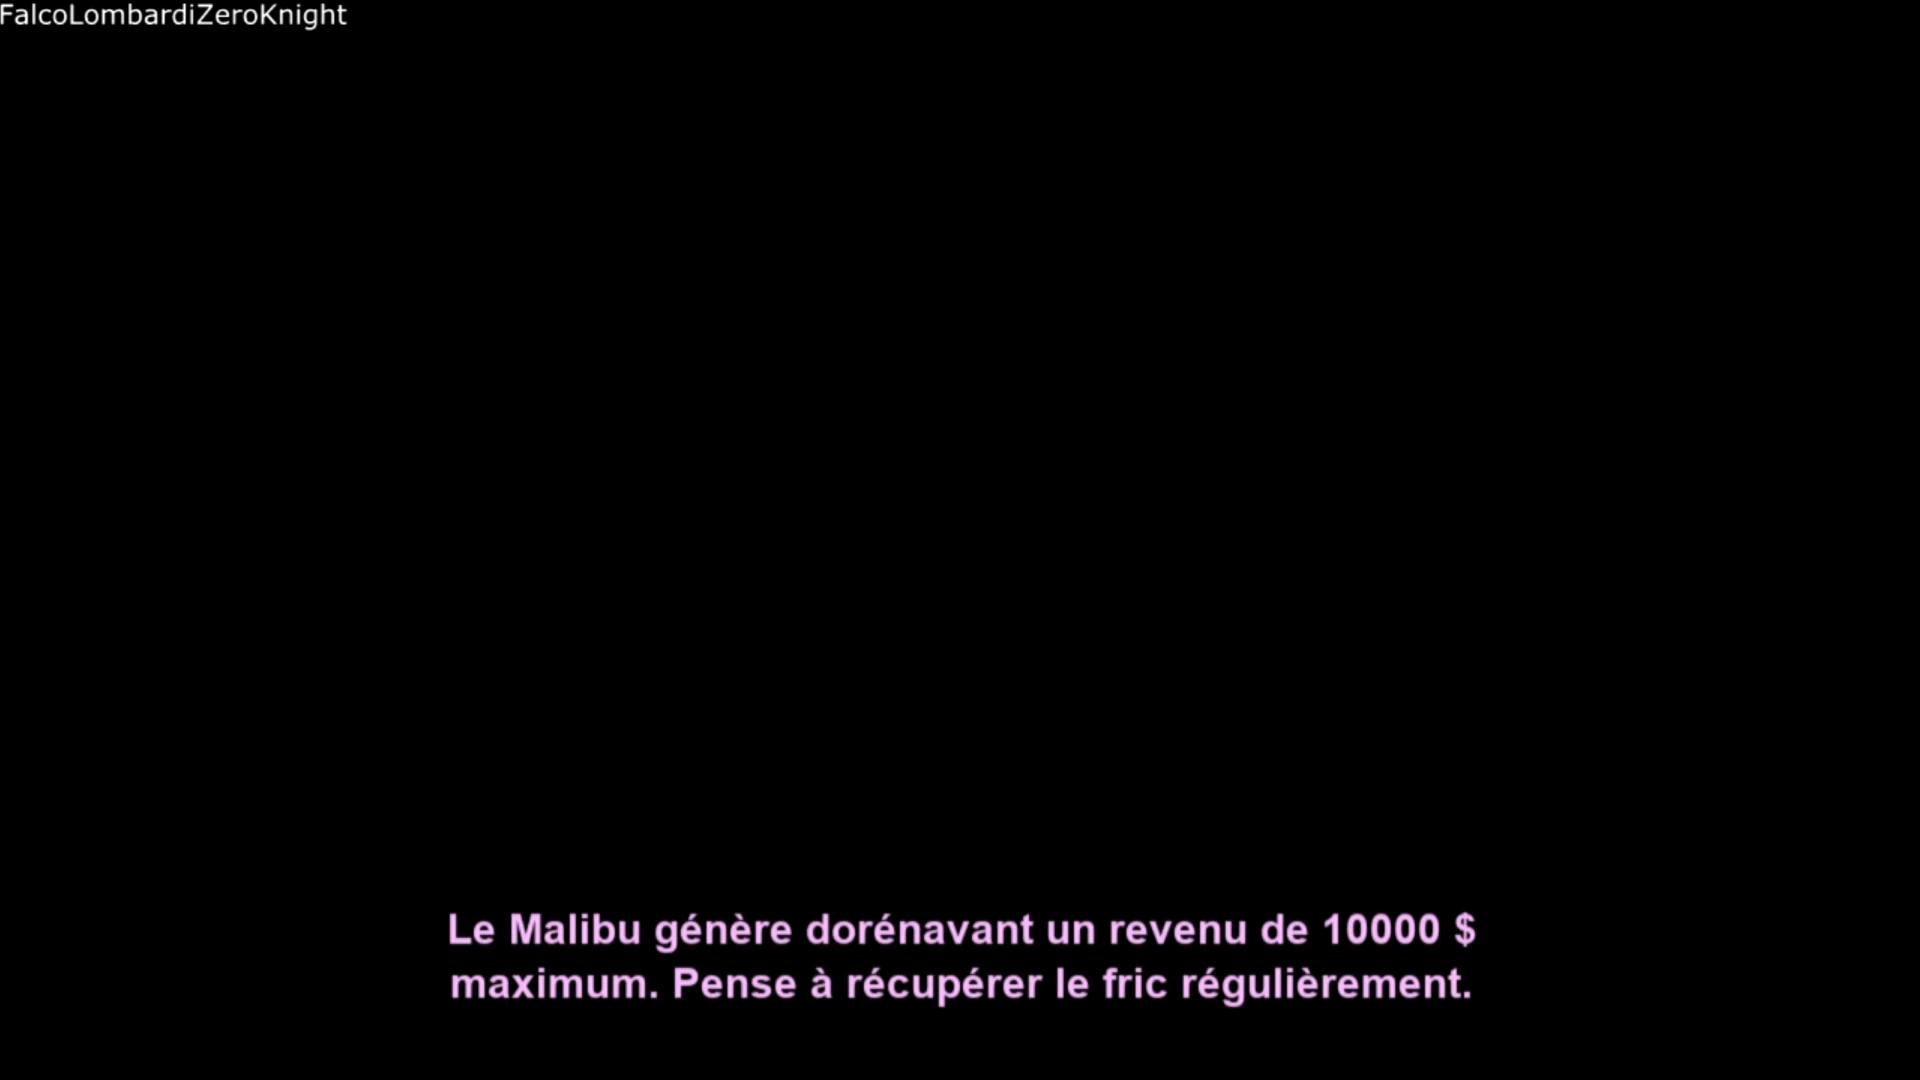 FalcoLombardiZeroKnight
Le Malibu génère dorénavant un revenu de 10000 $
maximum. Pense à récupérer le fric régulièrement.